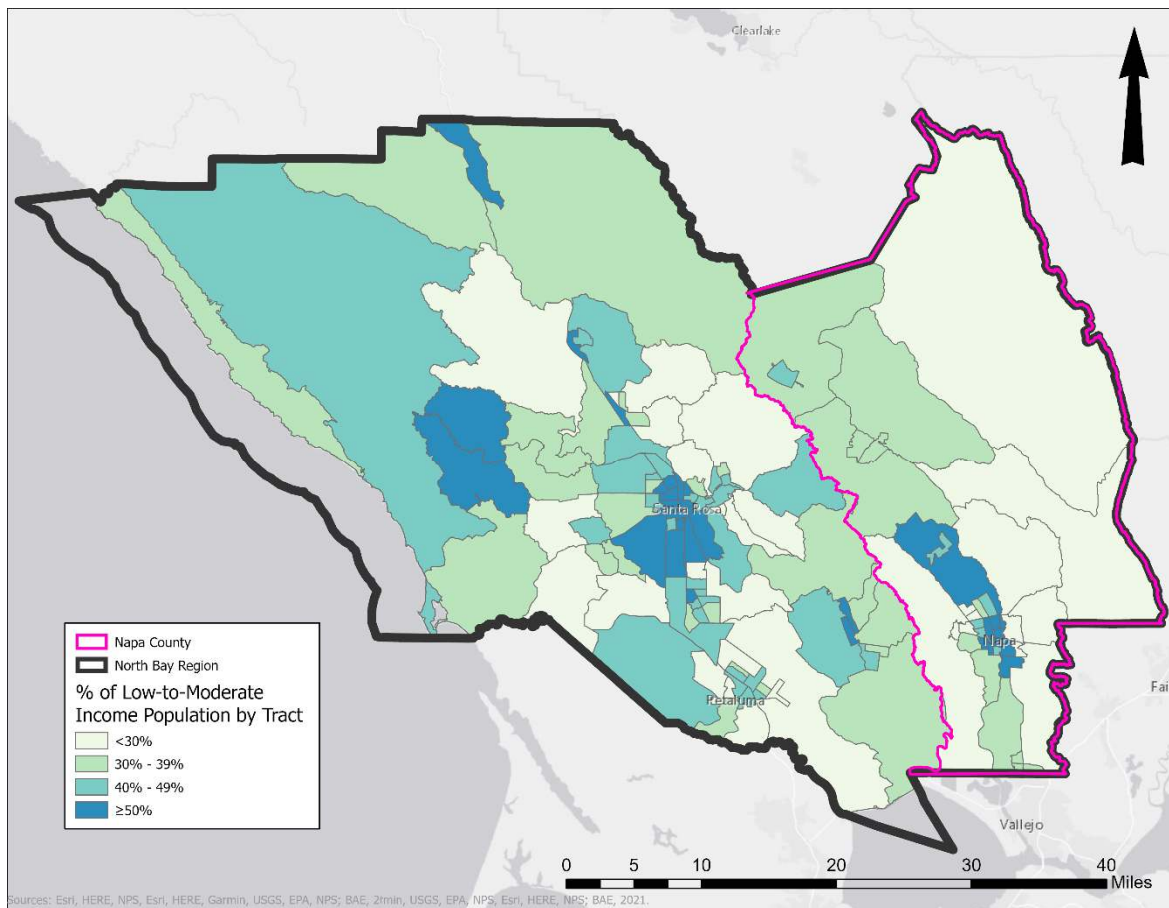 Clearlake
Santa Rosa
Napa
Petaluma
Fai
Vallejo
Napa County
North Bay Region
% of Low-to-Moderate
Income Population by Tract
<30%
30% - 39%
40% - 49%
≥50%
0 5 10 20 30 40
Miles
Sources: Esri, HERE, NPS, Esri, HERE, Garmin, USGS, EPA, NPS; BAE, 2fmin, USGS, EPA, NPS, Esri, HERE, NPS; BAE, 2021.